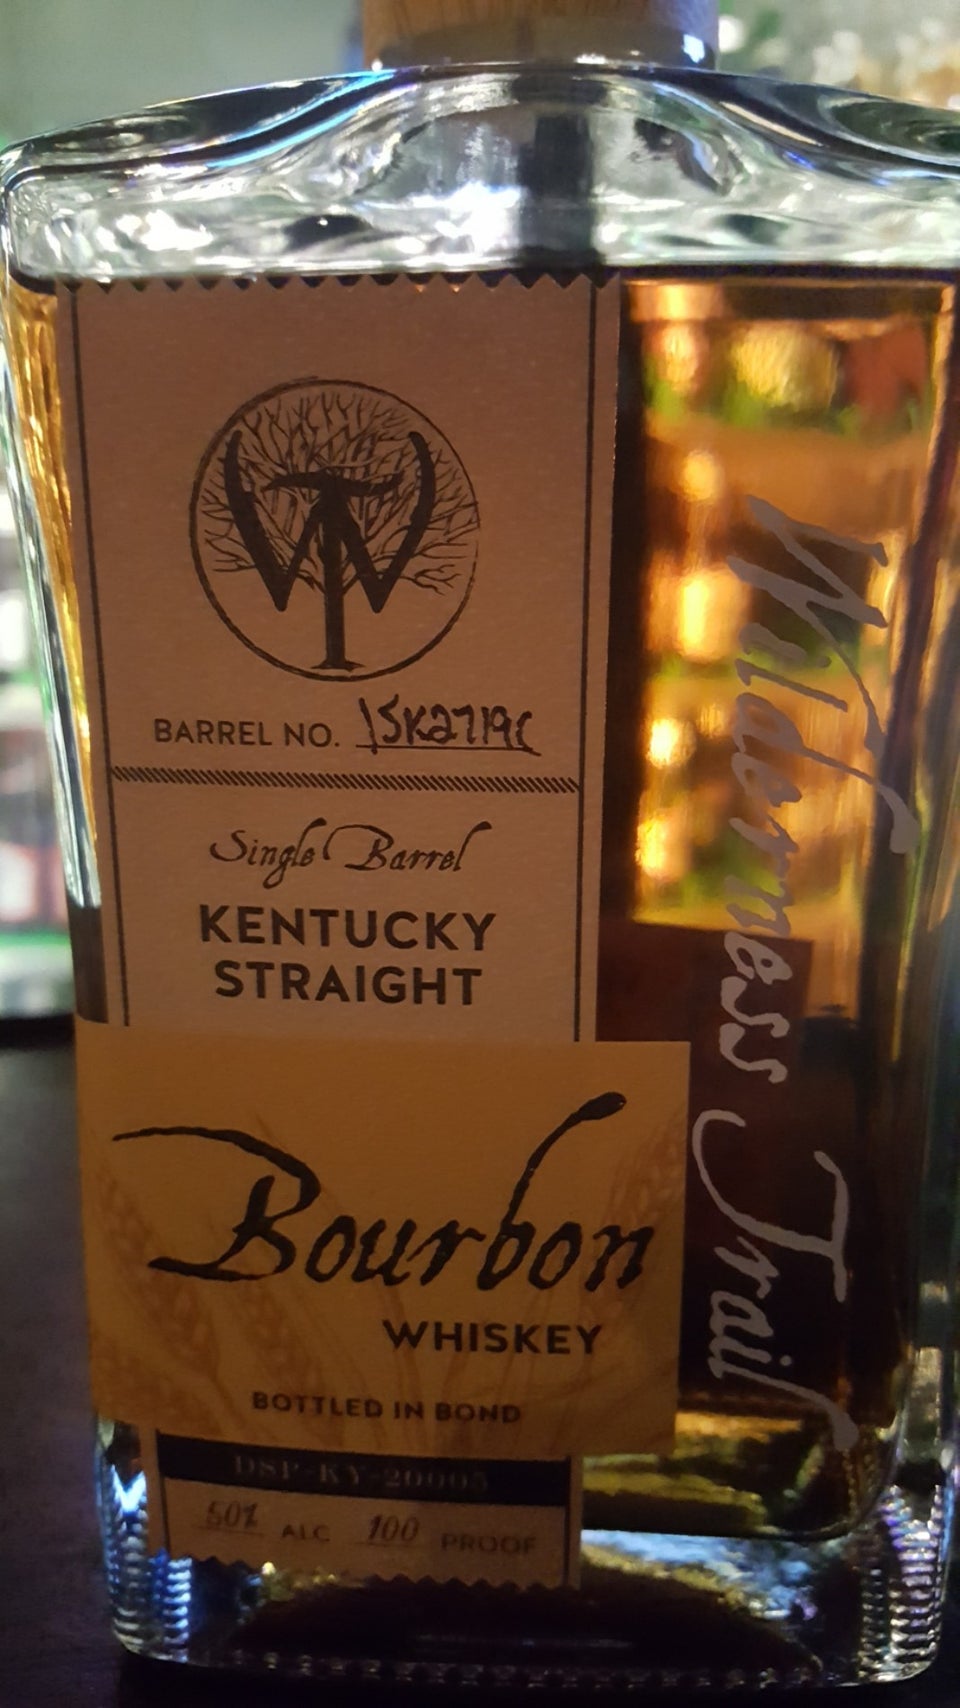 WT
BARREL NO. 15K2719C
Single Barrel
KENTUCKY
STRAIGHT
Bourbon
WHISKEY
BOTTLED IN BOND
DSP-KY-20005
50% ALC 100 PROOF
Wilderness Trail